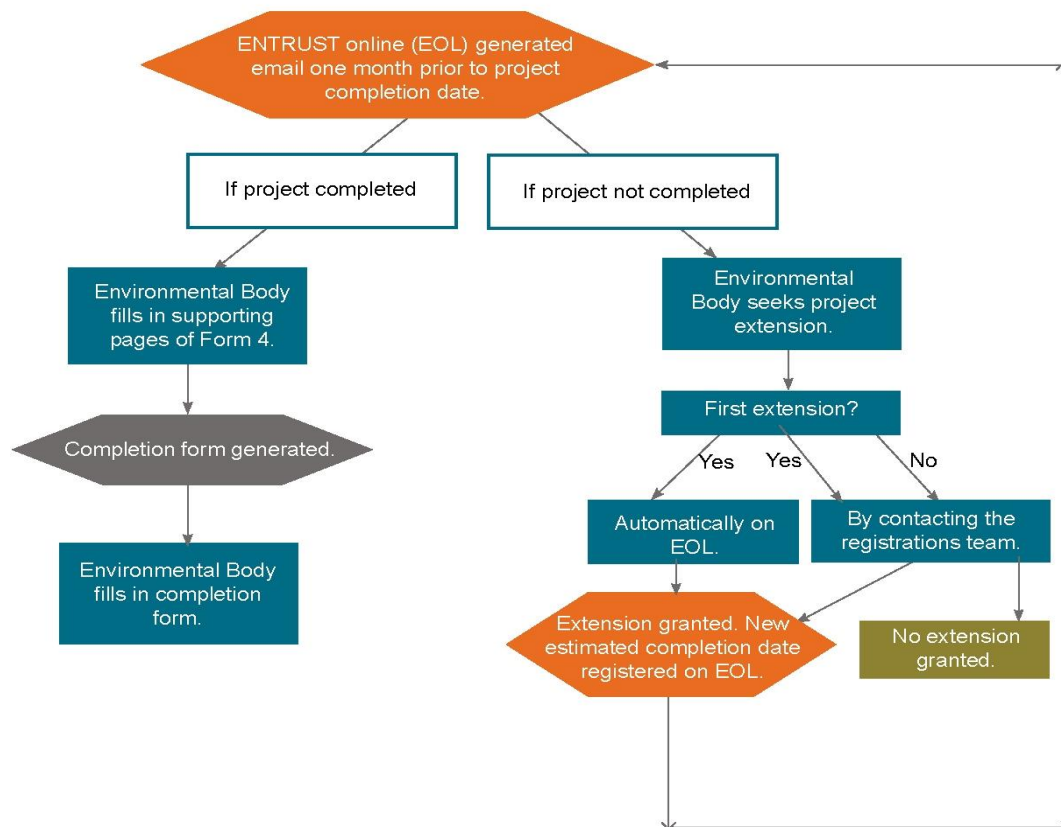 ENTRUST online (EOL) generated
email one month prior to project
completion date.
If project completed
If project not completed
Environmental Body
fills in supporting
pages of Form 4.
Environmental
Body seeks project
extension.
First extension?
Completion form generated.
Yes
Yes
No
Automatically on
EOL.
By contacting the
registrations team.
Environmental Body
fills in completion
form.
Extension granted. New
estimated completion date
registered on EOL.
No extension
granted.